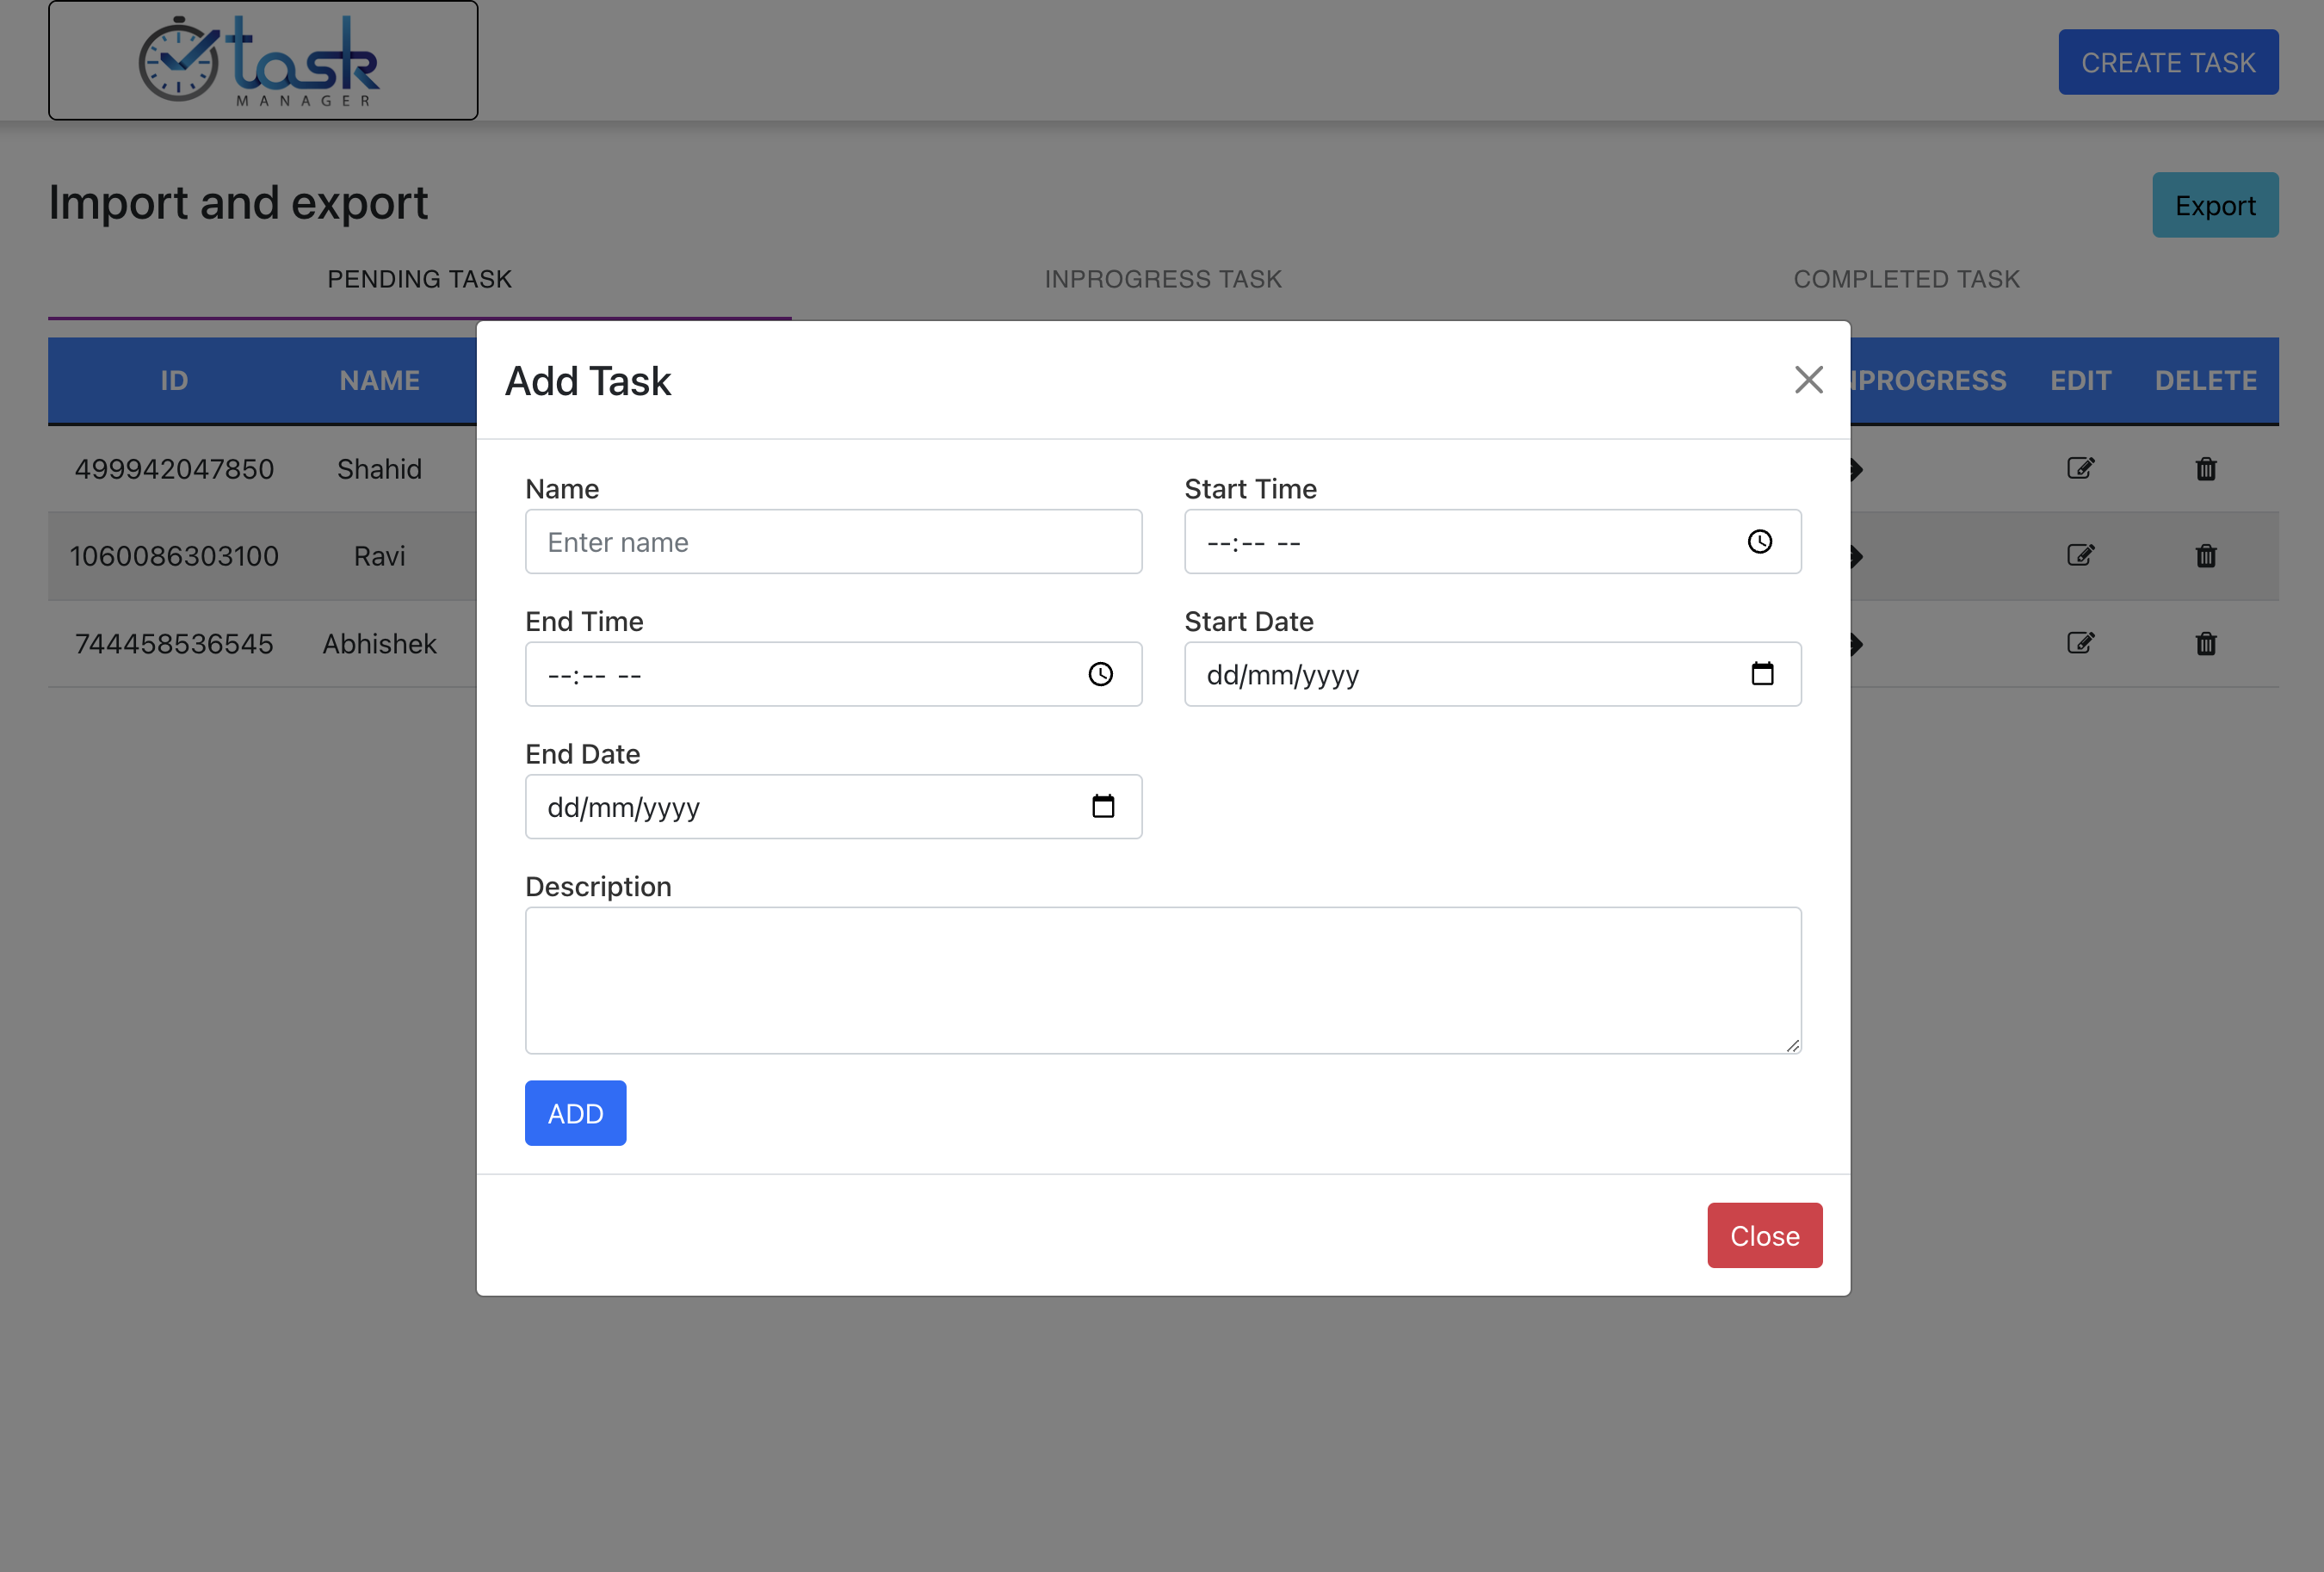 task
MANAGER
CREATE TASK
Import and export
Export
PENDING TASK
INPROGRESS TASK
COMPLETED TASK
ID NAME NPROGRESS EDIT DELETE
499942047850 Shahid
1060086303100 Ravi
744458536545 Abhishek
Add Task
Name
Enter name
Start Time
--:-- --
End Time
--:-- --
Start Date
dd/mm/yyyy
End Date
dd/mm/yyyy
Description
ADD
Close